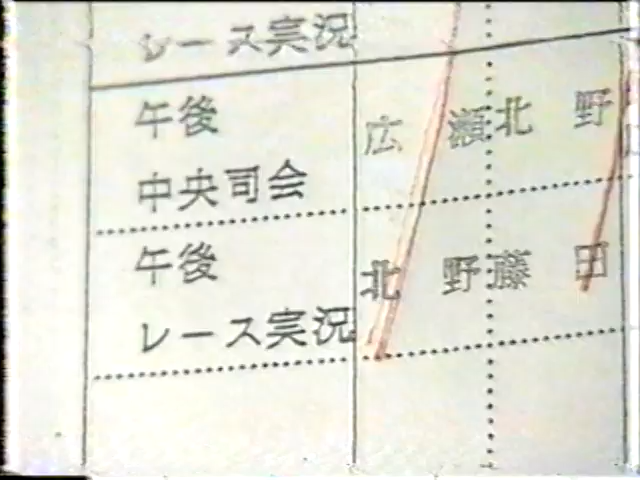 レース実況
午後
中央司会
広瀬 北野
午後
レース実況
北野 藤田